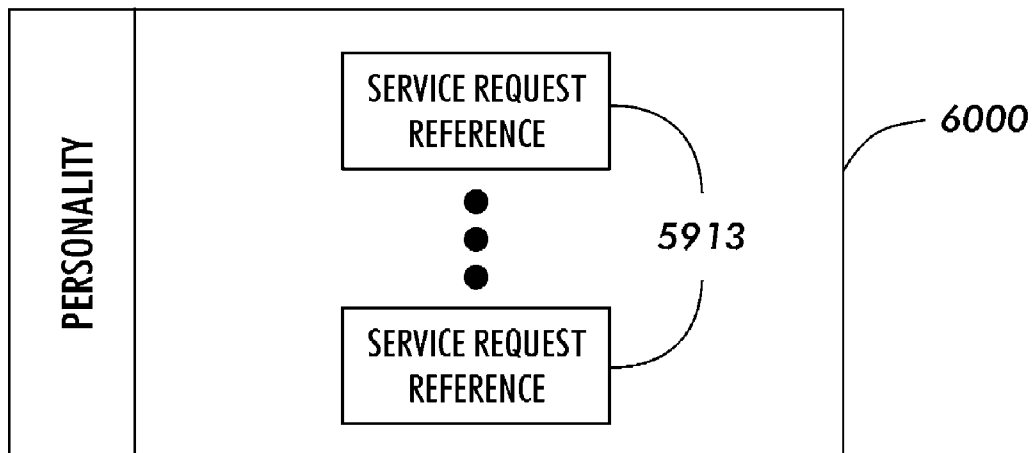 PERSONALITY
SERVICE REQUEST
REFERENCE
6000
5913
SERVICE REQUEST
REFERENCE